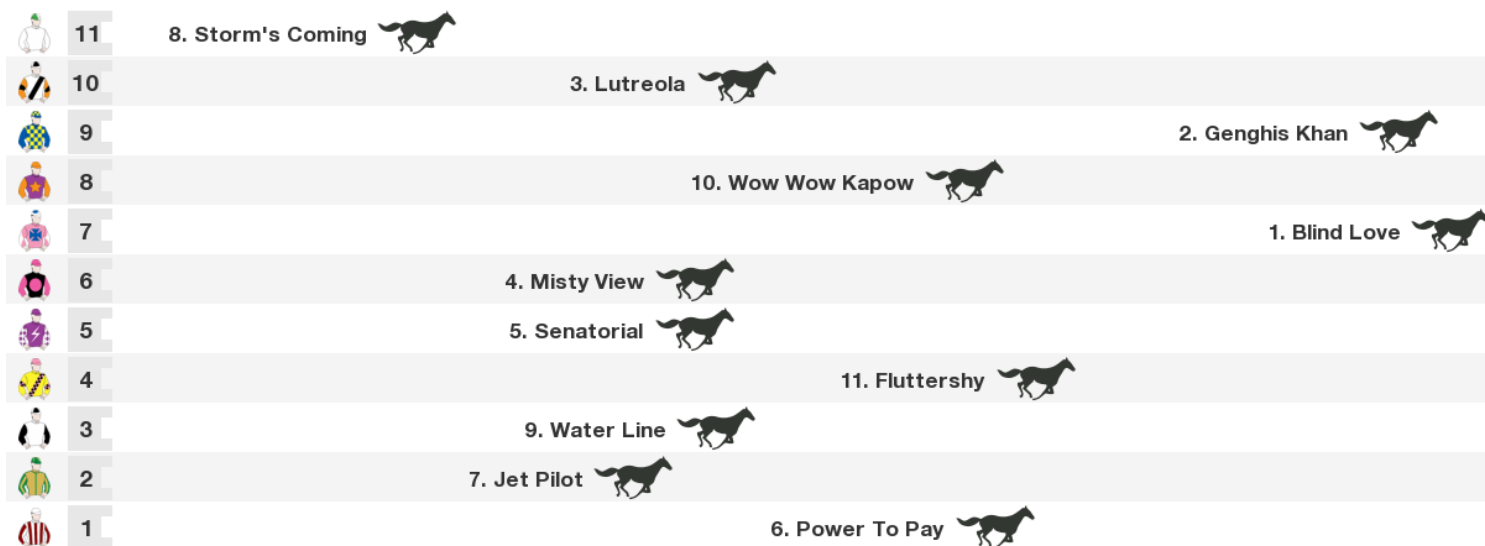 11 8. Storm's Coming
10 3. Lutreola
9 2. Genghis Khan
8 10. Wow Wow Kapow
7 1. Blind Love
6 4. Misty View
5 5. Senatorial
4 11. Fluttershy
3 9. Water Line
2 7. Jet Pilot
1 6. Power To Pay